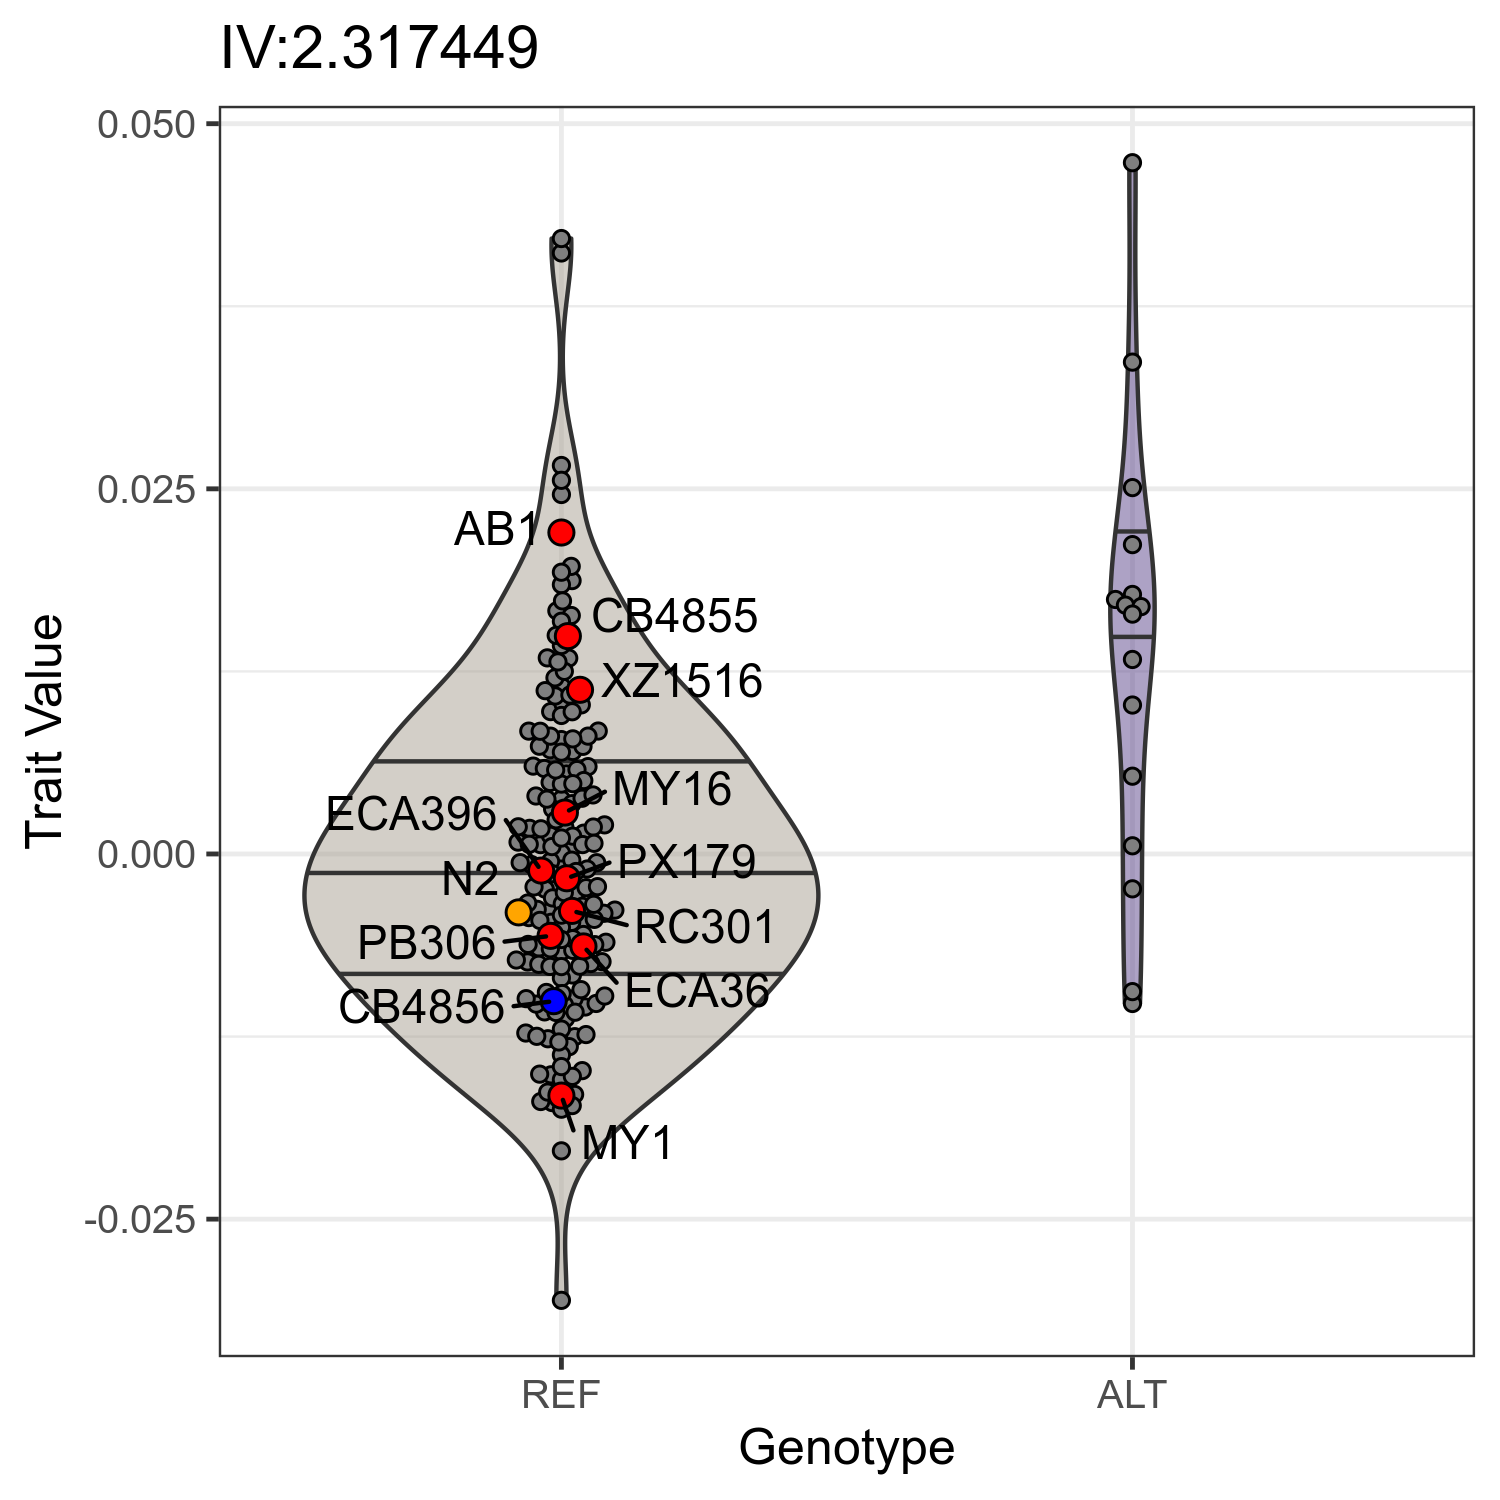 IV:2.317449
0.050
0.025
0.000
-0.025
Trait Value
AB1
CB4855
XZ1516
MY16
ECA396
PX179
N2
RC301
PB306
ECA36
CB4856
MY1
REF
ALT
Genotype